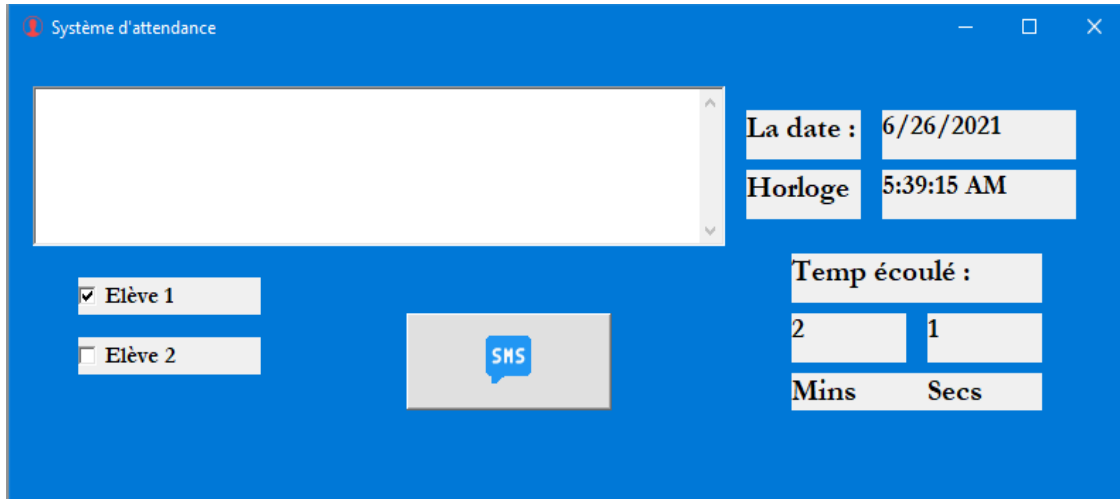 Système d'attendance
La date : 6/26/2021
Horloge 5:39:15 AM
Temp écoulé :
Elève 1
2 1
Elève 2
SMS
Mins Secs